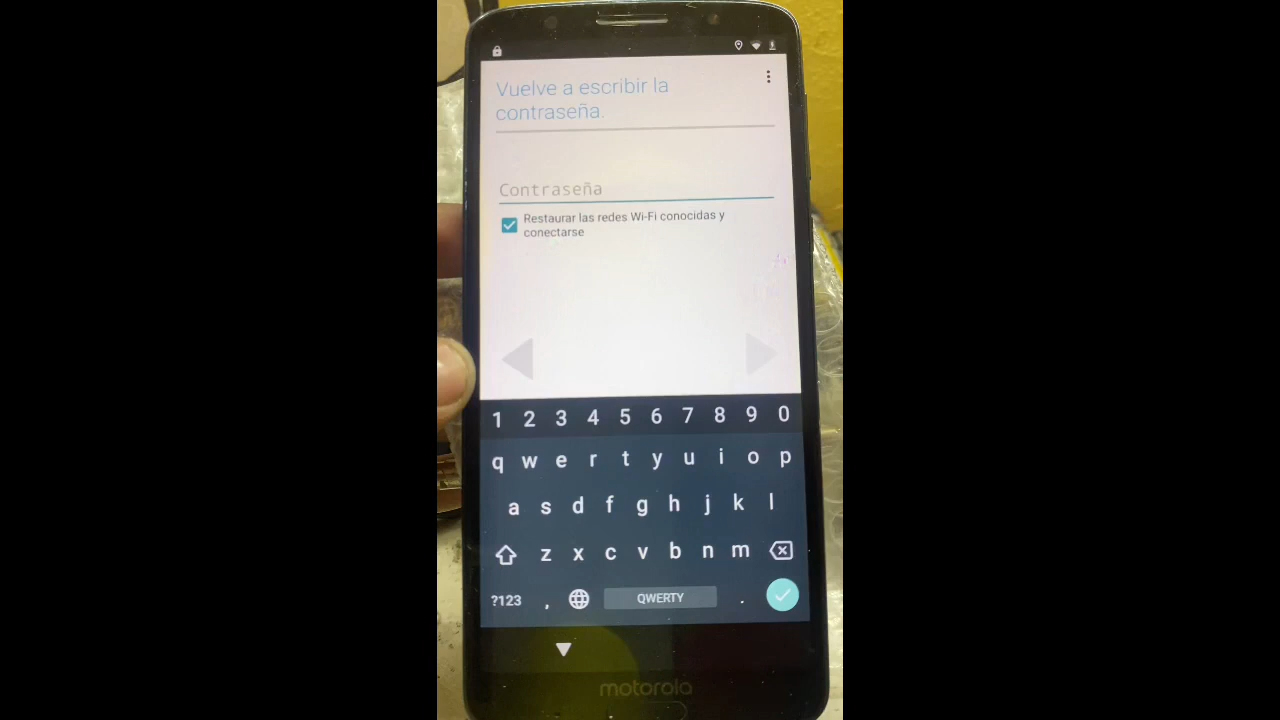 Vuelve a escribir la
contraseña.
Contraseña
Restaurar las redes Wi-Fi conocidas y
conectarse
1 2 3 4 5 6 7 8 9 0
q w e r t y u i o p
a s d f g h j k l
z x c v b n m
?123 , QWERTY .
motorola